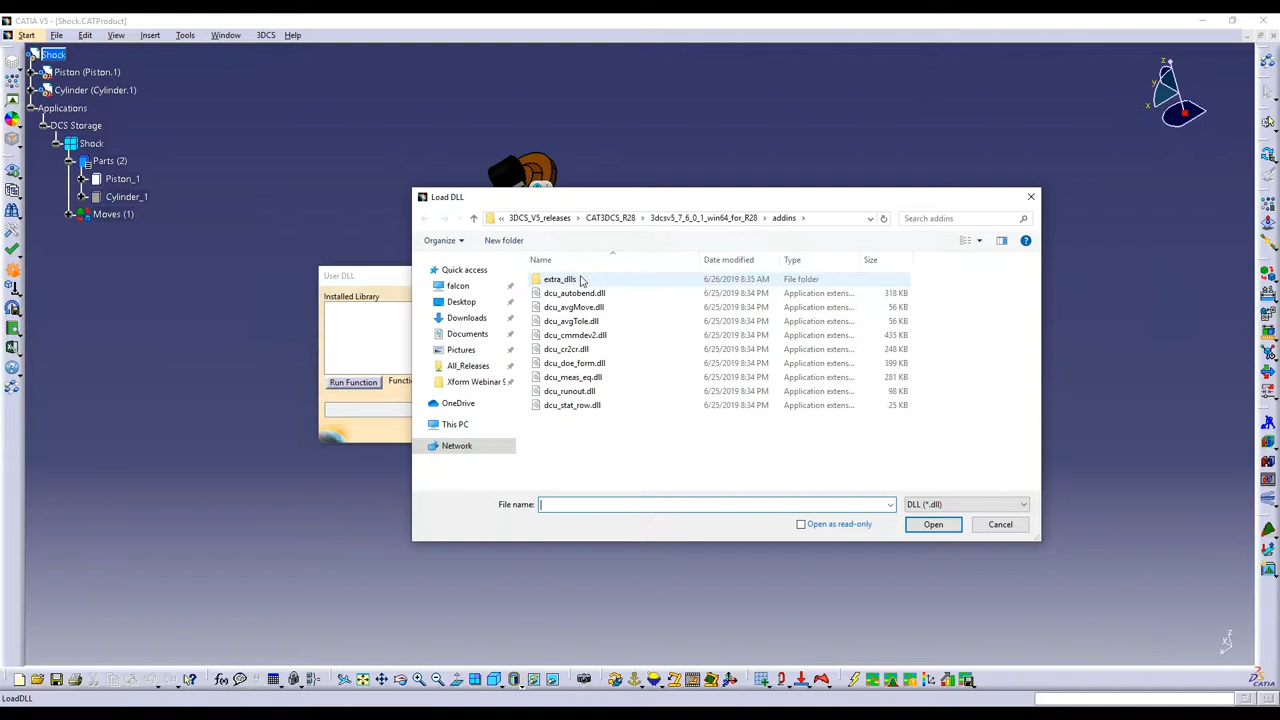 CATIA V5 - [Shock.CATProduct]
Start File Edit View Insert Tools Window 3DCS Help
Shock
Piston (Piston.1)
Cylinder (Cylinder.1)
Applications
DCS Storage
Shock
Parts (2)
Piston_1
Cylinder_1
Moves (1)
z
y
x
User DLL
Installed Library
Run Function Functi
Load DLL
« 3DCS_V5_releases › CAT3DCS_R28 › 3dcsv5_7_6_0_1_win64_for_R28 › addins › Search addins
Organize New folder
Quick access
falcon
Desktop
Downloads
Documents
Pictures
All_Releases
Xform Webinar 9
OneDrive
This PC
Network
Name Date modified Type Size
extra_dlls 6/26/2019 8:35 AM File folder
dcu_autobend.dll 6/25/2019 8:34 PM Application extens... 318 KB
dcu_avgMove.dll 6/25/2019 8:34 PM Application extens... 56 KB
dcu_avgTole.dll 6/25/2019 8:34 PM Application extens... 56 KB
dcu_cmmdev2.dll 6/25/2019 8:34 PM Application extens... 435 KB
dcu_cr2cr.dll 6/25/2019 8:34 PM Application extens... 248 KB
dcu_doe_form.dll 6/25/2019 8:34 PM Application extens... 399 KB
dcu_meas_eq.dll 6/25/2019 8:34 PM Application extens... 281 KB
dcu_runout.dll 6/25/2019 8:34 PM Application extens... 98 KB
dcu_stat_row.dll 6/25/2019 8:34 PM Application extens... 25 KB
File name: DLL (*.dll)
Open as read-only Open Cancel
f(x)
CATIA
LoadDLL